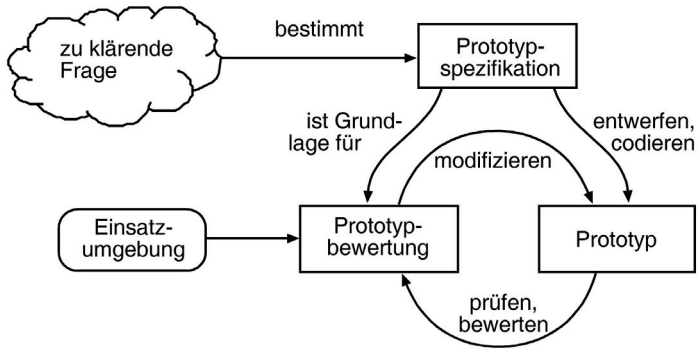 bestimmt
zu klärende
Frage
Prototyp-
spezifikation
ist Grund-
lage für
entwerfen,
codieren
modifizieren
Einsatz-
umgebung
Prototyp-
bewertung
Prototyp
prüfen,
bewerten